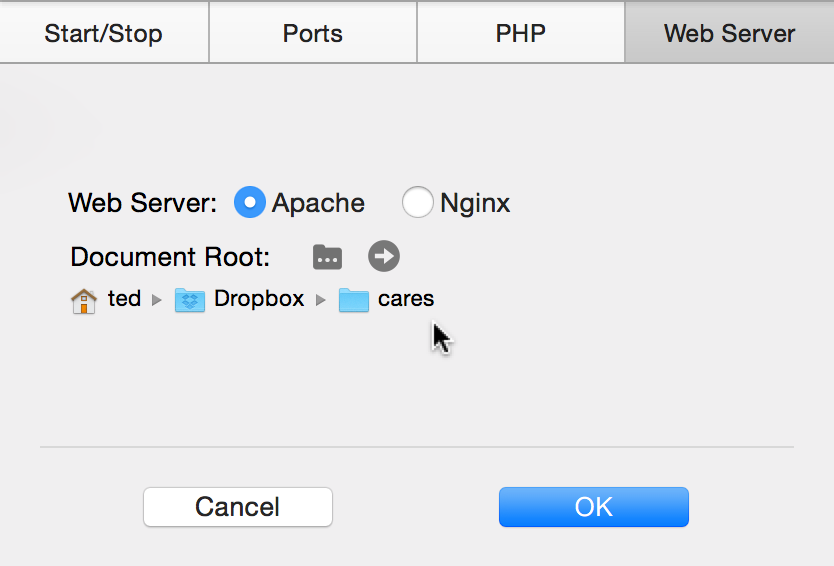 Start/Stop Ports PHP Web Server
Web Server: Apache Nginx
Document Root:
ted Dropbox cares
Cancel OK